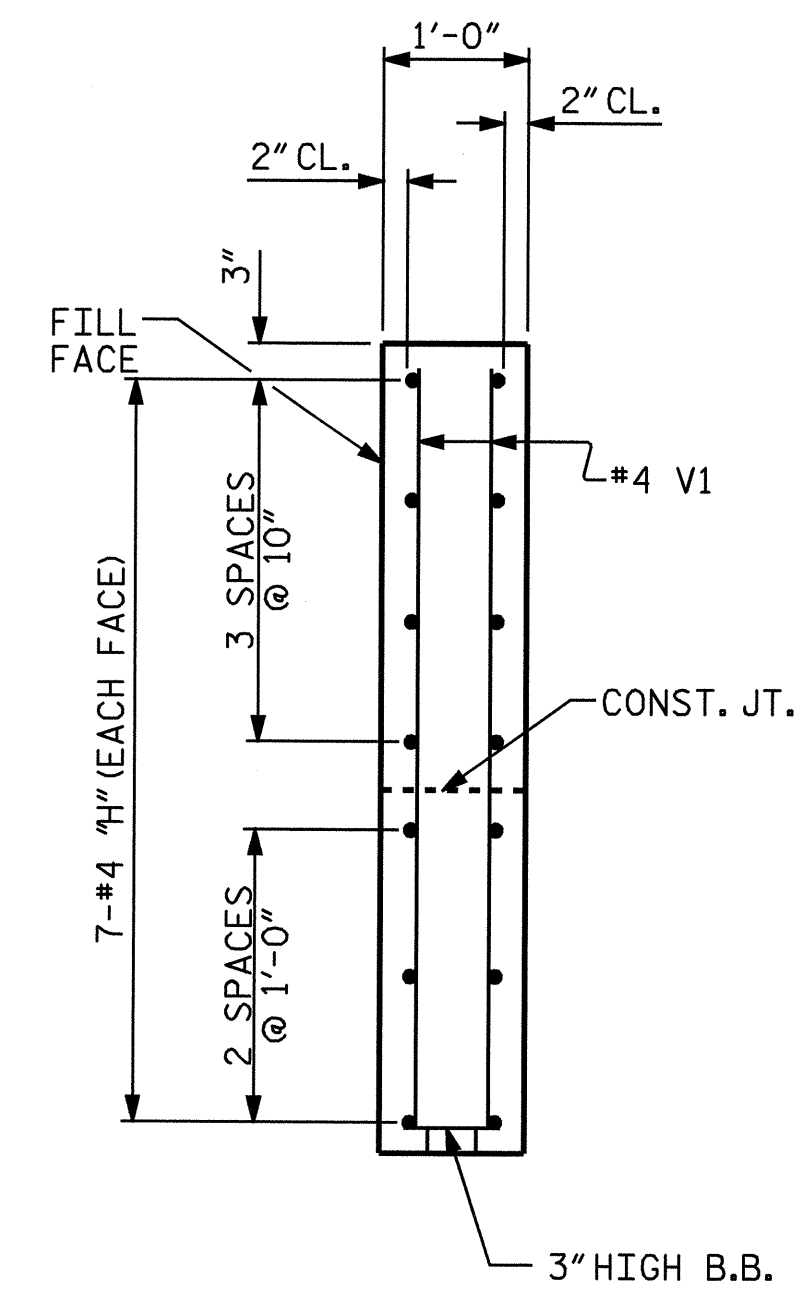 1'-0"
2" CL.
2" CL.
3"
FILL
FACE
#4 V1
3 SPACES
@ 10"
7-#4 "H" (EACH FACE)
CONST. JT.
2 SPACES
@ 1'-0"
3" HIGH B.B.